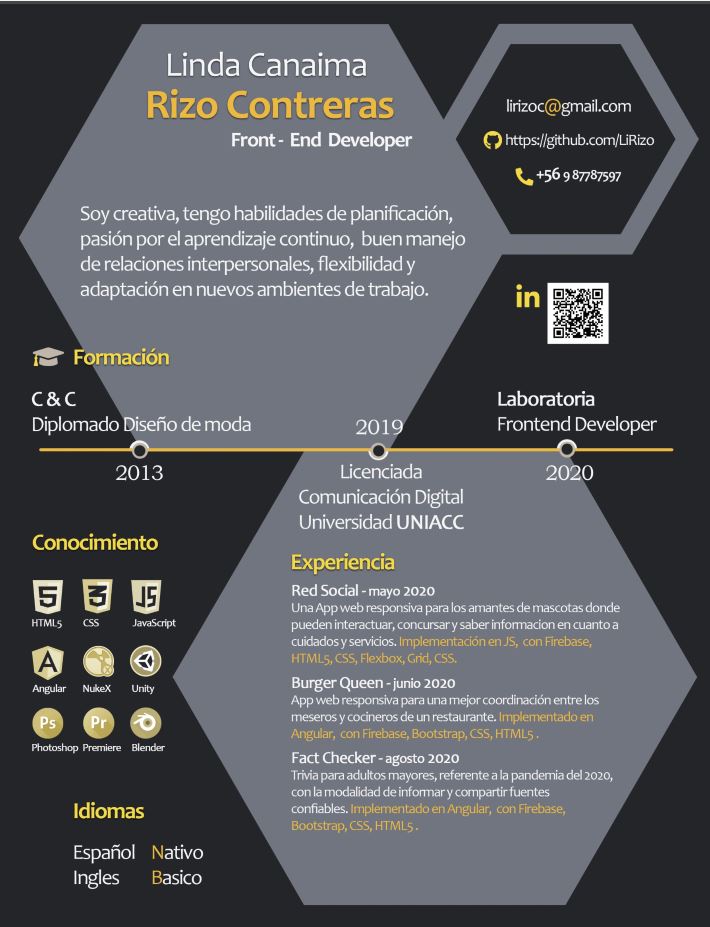 Linda Canaima
Rizo Contreras
Front - End Developer
lirizoc@gmail.com
https://github.com/LiRizo
+56 9 87787597
Soy creativa, tengo habilidades de planificación,
pasión por el aprendizaje continuo, buen manejo
de relaciones interpersonales, flexibilidad y
adaptación en nuevos ambientes de trabajo.
in
Formación
C & C
Diplomado Diseño de moda
2013
2019
Licenciada
Comunicación Digital
Universidad UNIACC
Laboratoria
Frontend Developer
2020
Conocimiento
5
3
JS
HTML5 CSS JavaScript
A
Angular NukeX Unity
Ps Pr
Photoshop Premiere Blender
Idiomas
Español Nativo
Ingles Basico
Experiencia
Red Social - mayo 2020
Una App web responsiva para los amantes de mascotas donde
pueden interactuar, concursar y saber informacion en cuanto a
cuidados y servicios. Implementación en JS, con Firebase,
HTML5, CSS, Flexbox, Grid, CSS.
Burger Queen - junio 2020
App web responsiva para una mejor coordinación entre los
meseros y cocineros de un restaurante. Implementado en
Angular, con Firebase, Bootstrap, CSS, HTML5 .
Fact Checker - agosto 2020
Trivia para adultos mayores, referente a la pandemia del 2020,
con la modalidad de informar y compartir fuentes
confiables. Implementado en Angular, con Firebase,
Bootstrap, CSS, HTML5 .